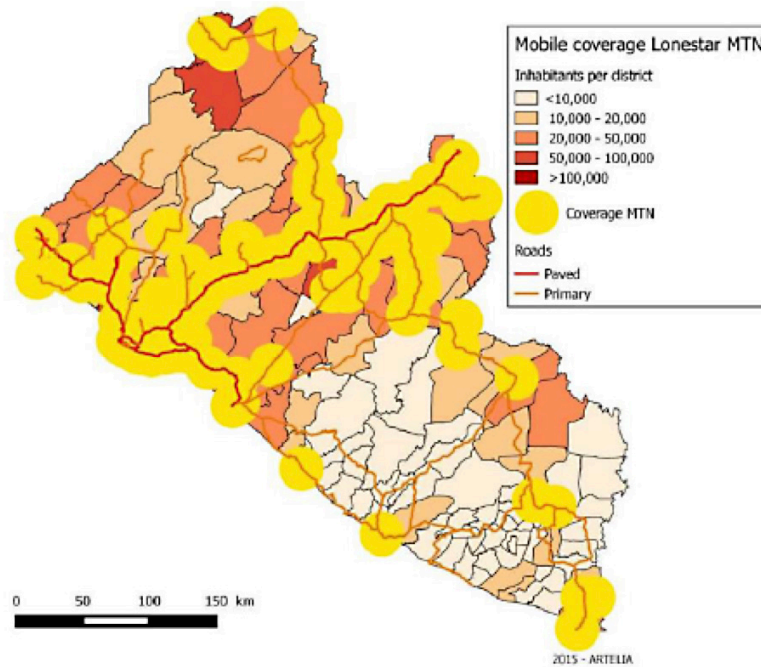 Mobile coverage Lonestar MTN
Inhabitants per district
<10,000
10,000 - 20,000
20,000 - 50,000
50,000 - 100,000
>100,000
Coverage MTN
Roads
Paved
Primary
0 50 100 150 km
2015 - ARTELIA